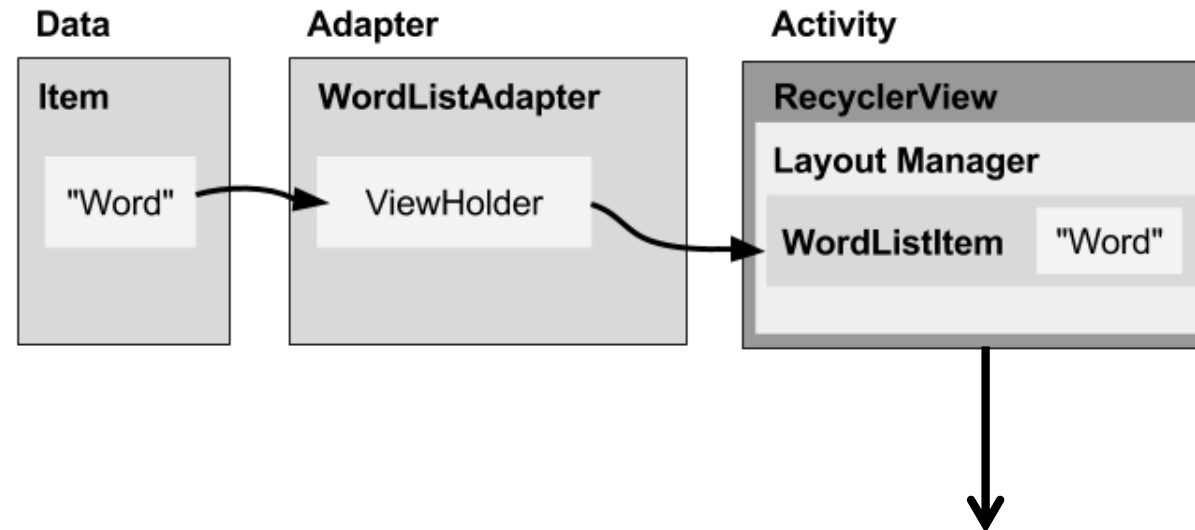 Data
Adapter
Activity
Item
"Word"
WordListAdapter
ViewHolder
RecyclerView
Layout Manager
WordListItem
"Word"